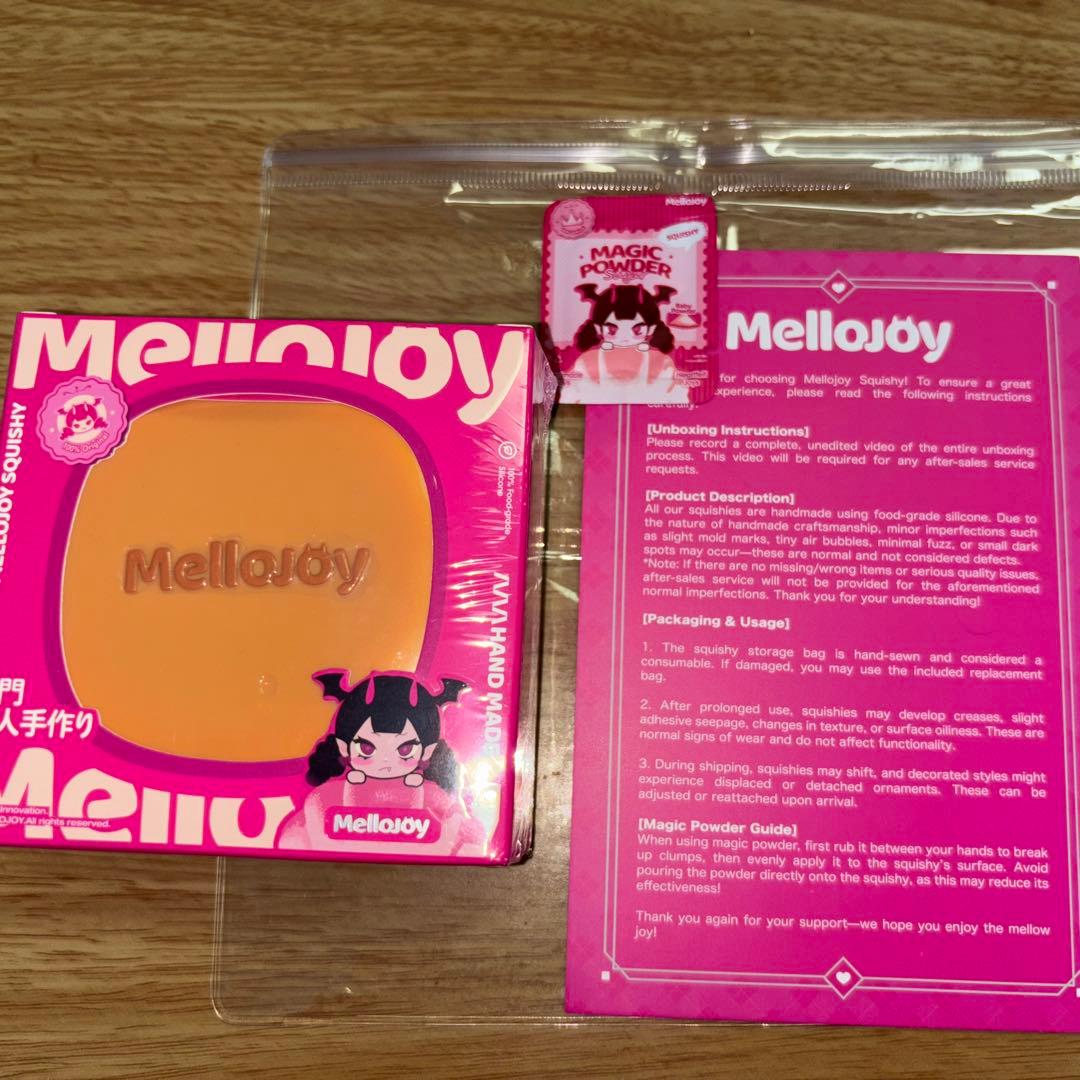 Mellojoy
100% Original
MELLOJOY SQUISHY
100% Food-grade
Silicone
Mellojoy
HAND MADE
門
人手作り
Mello
Innovation.
OJOY.All rights reserved.
Mellojoy
Mellojoy
SQUISHY
MAGIC
POWDER
Baby
Mellojoy
for choosing Mellojoy Squishy! To ensure a great
experience, please read the following instructions
carefully.
[Unboxing Instructions]
Please record a complete, unedited video of the entire unboxing
process. This video will be required for any after-sales service
requests.
[Product Description]
All our squishies are handmade using food-grade silicone. Due to
the nature of handmade craftsmanship, minor imperfections such
as slight mold marks, tiny air bubbles, minimal fuzz, or small dark
spots may occur—these are normal and not considered defects.
*Note: If there are no missing/wrong items or serious quality issues,
after-sales service will not be provided for the aforementioned
normal imperfections. Thank you for your understanding!
[Packaging & Usage]
1. The squishy storage bag is hand-sewn and considered a
consumable. If damaged, you may use the included replacement
bag.
2. After prolonged use, squishies may develop creases, slight
adhesive seepage, changes in texture, or surface oiliness. These are
normal signs of wear and do not affect functionality.
3. During shipping, squishies may shift, and decorated styles might
experience displaced or detached ornaments. These can be
adjusted or reattached upon arrival.
[Magic Powder Guide]
When using magic powder, first rub it between your hands to break
up clumps, then evenly apply it to the squishy's surface. Avoid
pouring the powder directly onto the squishy, as this may reduce its
effectiveness!
Thank you again for your support—we hope you enjoy the mellow
joy!